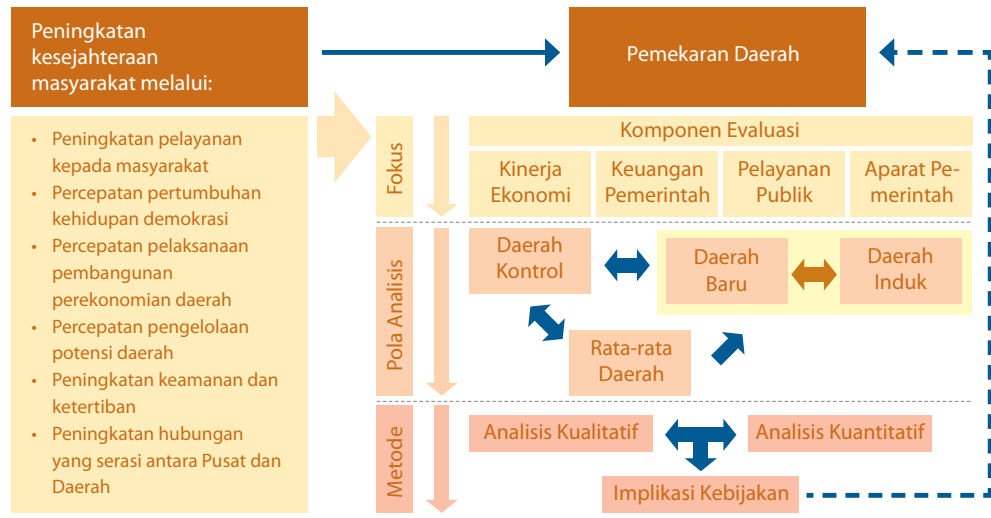 Peningkatan
kesejahteraan
masyarakat melalui:
• Peningkatan pelayanan
kepada masyarakat
• Percepatan pertumbuhan
kehidupan demokrasi
• Percepatan pelaksanaan
pembangunan
perekonomian daerah
• Percepatan pengelolaan
potensi daerah
• Peningkatan keamanan dan
ketertiban
• Peningkatan hubungan
yang serasi antara Pusat dan
Daerah
Pemekaran Daerah
Fokus
Komponen Evaluasi
Kinerja
Ekonomi
Keuangan
Pemerintah
Pelayanan
Publik
Aparat Pe-
merintah
Pola Analisis
Daerah
Kontrol
Daerah
Baru
Daerah
Induk
Rata-rata
Daerah
Metode
Analisis Kualitatif
Analisis Kuantitatif
Implikasi Kebijakan